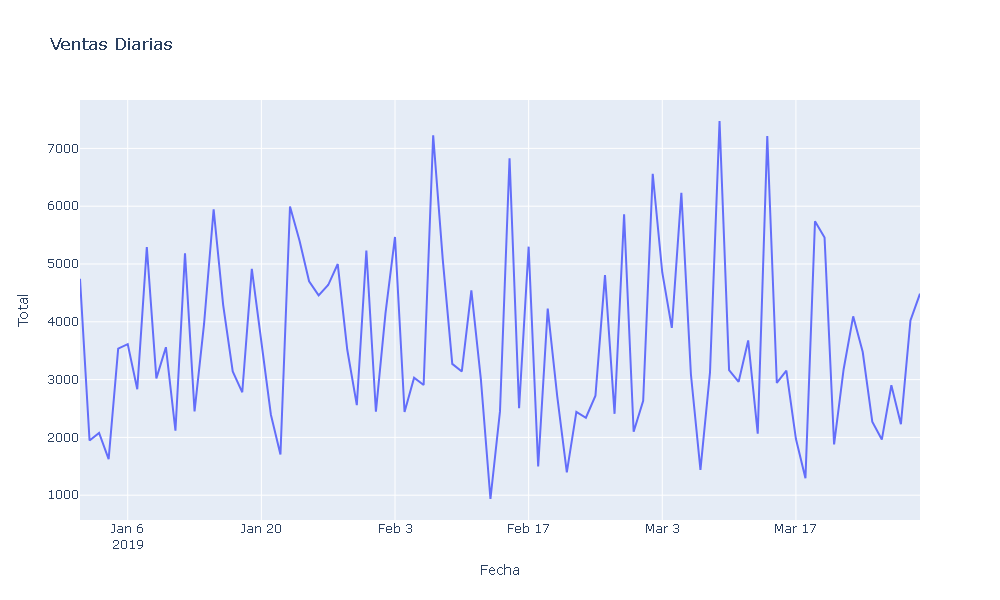 Ventas Diarias
Total
7000
6000
5000
4000
3000
2000
1000
Jan 6
2019
Jan 20
Feb 3
Feb 17
Mar 3
Mar 17
Fecha